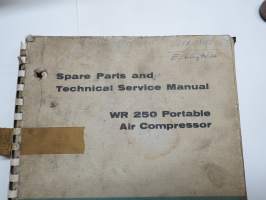 Spare Parts and
Technical Service Manual
WR 250 Portable
Air Compressor